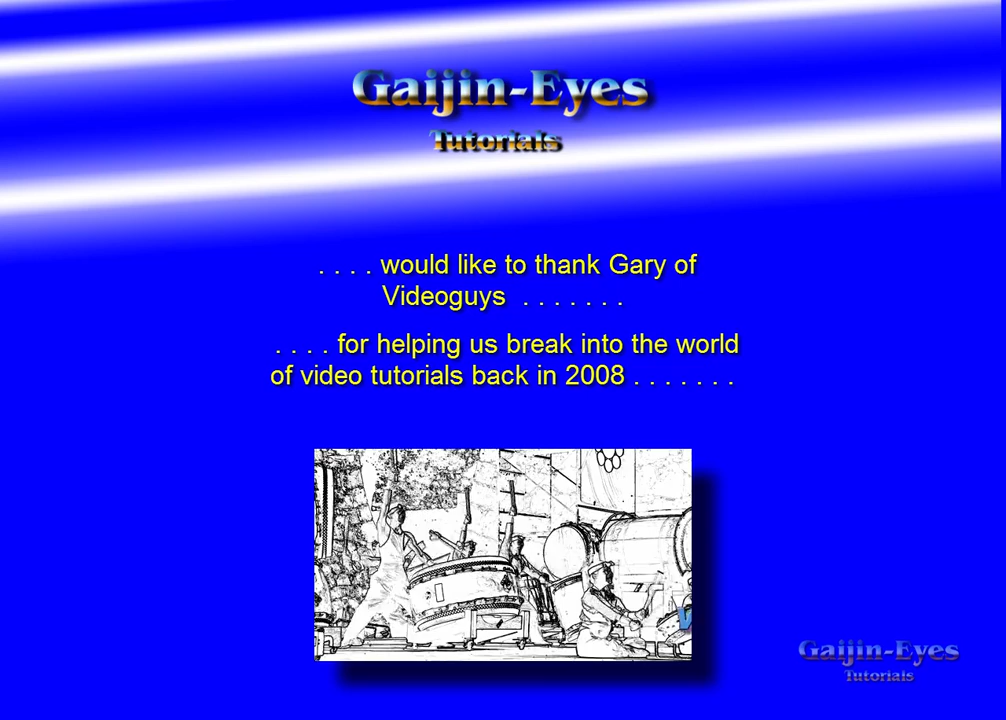 Gaijin-Eyes
Tutorials
. . . . would like to thank Gary of
Videoguys . . . . . . .
. . . . for helping us break into the world
of video tutorials back in 2008 . . . . . . .
Gaijin-Eyes
Tutorials